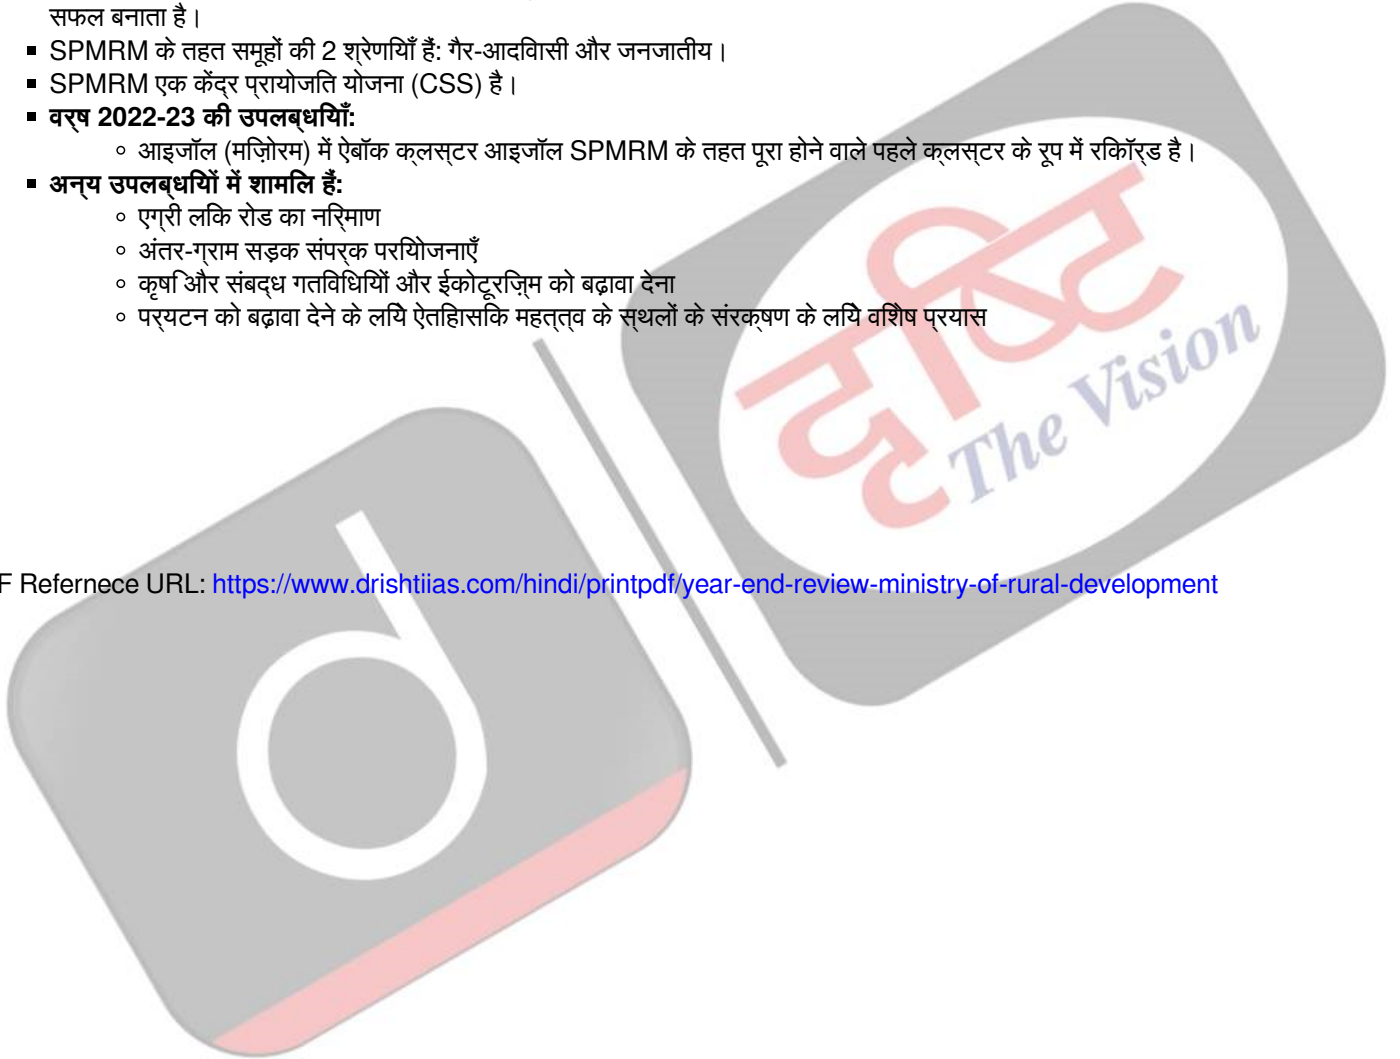 सफल बनाता है।
▪ SPMRM के तहत समूहों की 2 श्रेणियाँ हैं: गैर-आदिवासी और जनजातीय।
▪ SPMRM एक केंद्र प्रायोजित योजना (CSS) है।
▪ वर्ष 2022-23 की उपलब्धियाँ:
○ आइजॉल (मिज़ोरम) में ऐबॉक क्लस्टर आइजॉल SPMRM के तहत पूरा होने वाले पहले क्लस्टर के रूप में रिकॉर्ड है।
▪ अन्य उपलब्धियों में शामिल हैं:
○ एग्री लिंक रोड का निर्माण
○ अंतर-ग्राम सड़क संपर्क परियोजनाएँ
○ कृषि और संबद्ध गतिविधियों और ईकोटूरिज़्म को बढ़ावा देना
○ पर्यटन को बढ़ावा देने के लिये ऐतिहासिक महत्त्व के स्थलों के संरक्षण के लिये विशेष प्रयास
दृष्टि
The Vision
d
F Refernece URL: https://www.drishtiias.com/hindi/printpdf/year-end-review-ministry-of-rural-development